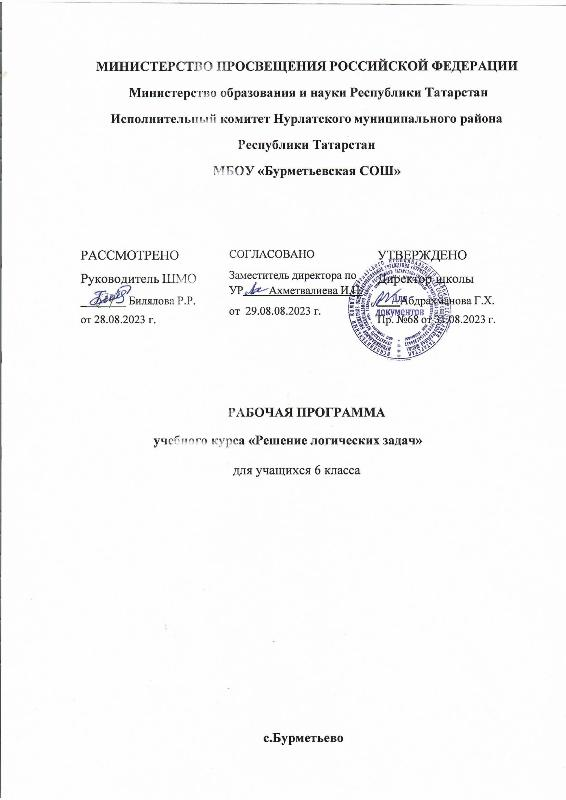 МИНИСТЕРСТВО ПРОСВЕЩЕНИЯ РОССИЙСКОЙ ФЕДЕРАЦИИ
Министерство образования и науки Республики Татарстан
Исполнительный комитет Нурлатского муниципального района
Республики Татарстан
МБОУ «Бурметьевская СОШ»
РАССМОТРЕНО
Руководитель ШМО
Билялова Р.Р.
от 28.08.2023 г.
СОГЛАСОВАНО
Заместитель директора по
УР Ахметвалиева
от 29.08.08.2023 г.
УТВЕРЖДЕНО
Директор школы
Абдрахманова Г.Х.
Пр. №68 от 31.08.2023 г.
для
документов
РАБОЧАЯ ПРОГРАММА
учебного курса «Решение логических задач»
для учащихся 6 класса
с.Бурметьево